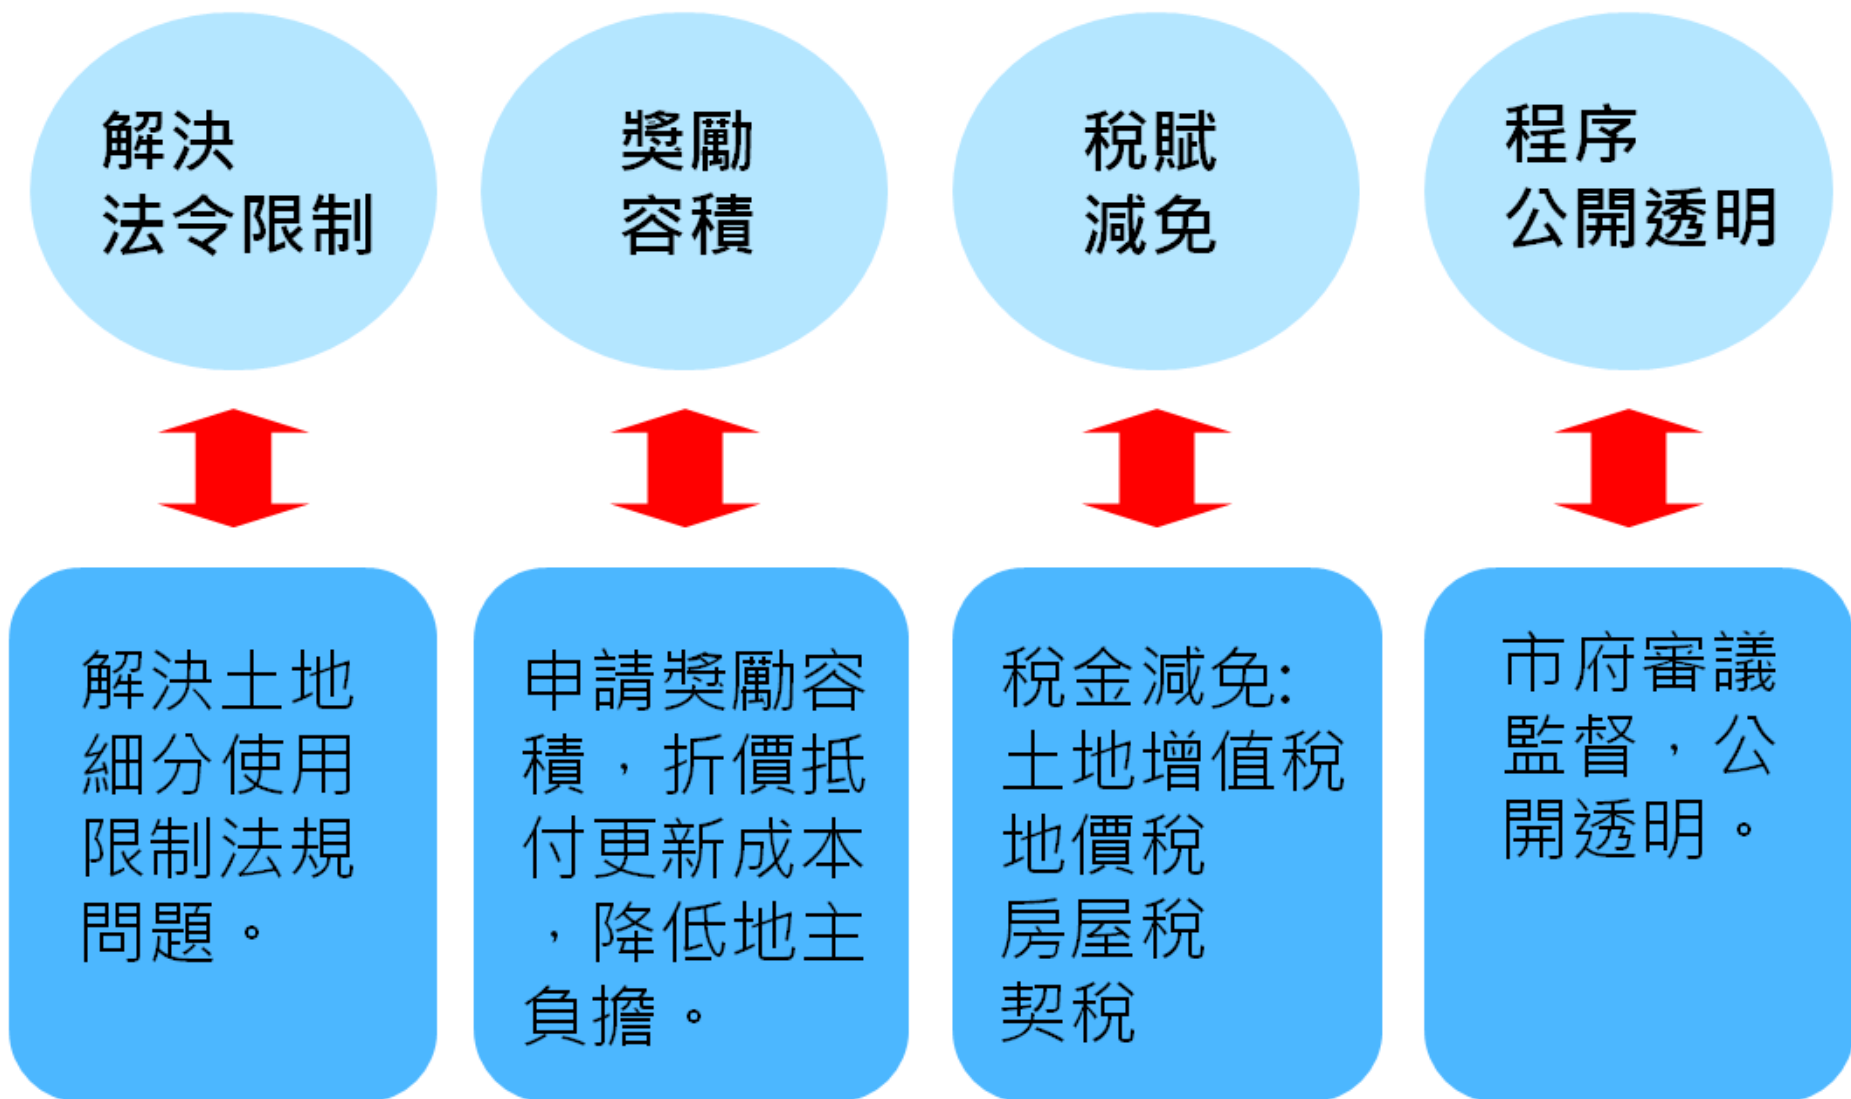 解決
法令限制
獎勵
容積
稅賦
減免
程序
公開透明
解決土地
細分使用
限制法規
問題。
申請獎勵容
積，折價抵
付更新成本
，降低地主
負擔。
稅金減免:
土地增值稅
地價稅
房屋稅
契稅
市府審議
監督，公
開透明。